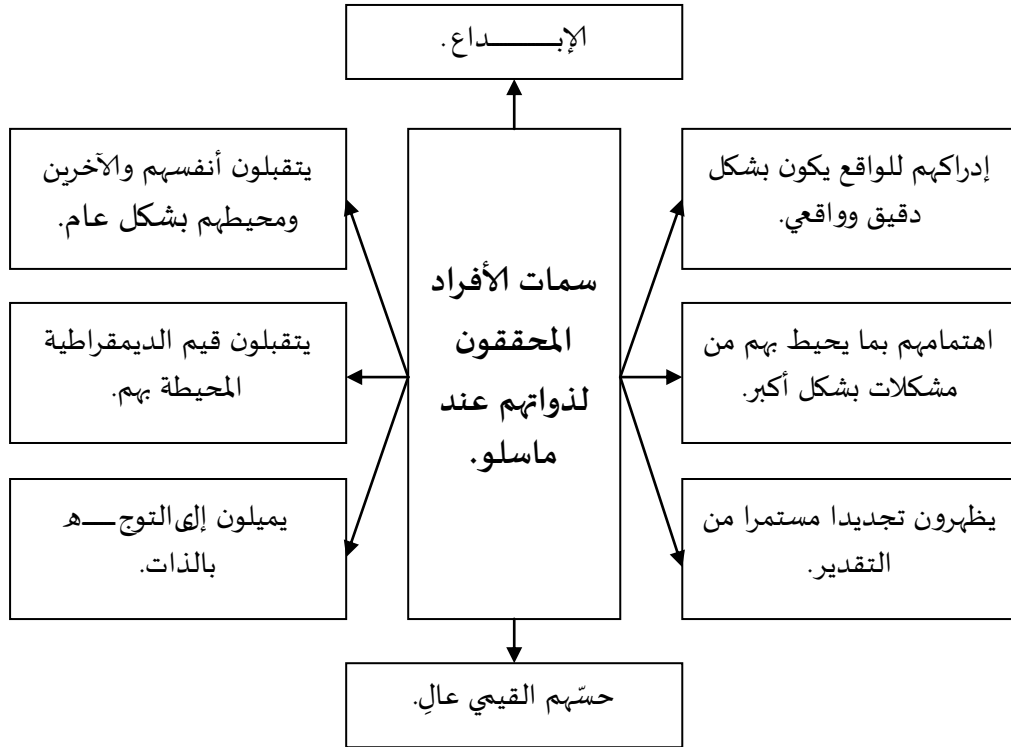 الإبـــــــداع.
إدراكهم للواقع يكون بشكل
دقيق وواقعي.
يتقبلون أنفسهم والآخرين
ومحيطهم بشكل عام.
سمات الأفراد
المحققون
لذواتهم عند
ماسلو.
اهتمامهم بما يحيط بهم من
مشكلات بشكل أكبر.
يتقبلون قيم الديمقراطية
المحيطة بهم.
يظهرون تجديدا مستمرا من
التقدير.
يميلون إلى التوجـــه
بالذات.
حسّهم القيمي عالِ.